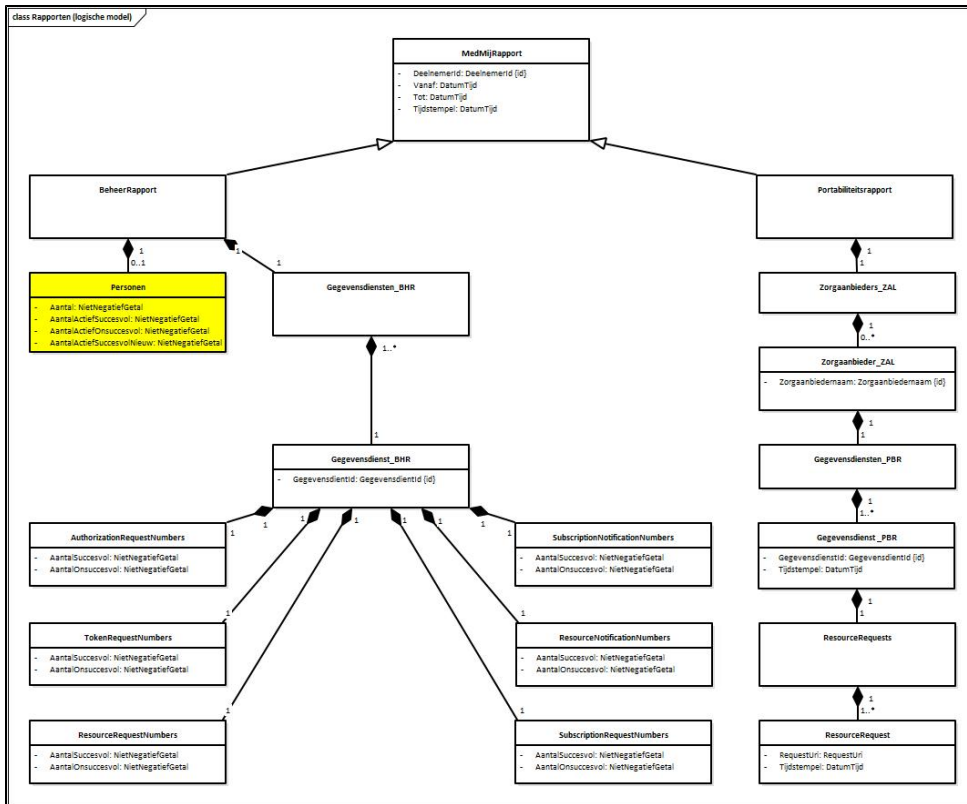 class Rapporten (logische model)
MedMijRapport
- DeelnemerId: DeelnemerId {id}
- Vanaf: DatumTijd
- Tot: DatumTijd
- Tijdstempel: DatumTijd
BeheerRapport
Portabiliteitsrapport
1
0..1
1
1
1
1
Personen
- Aantal: NietNegatiefGetal
- AantalActiefSuccesvol: NietNegatiefGetal
- AantalActiefOnsuccesvol: NietNegatiefGetal
- AantalActiefSuccesvolNieuw: NietNegatiefGetal
Gegevensdiensten_BHR
Zorgaanbieders_ZAL
1..*
1
1
0..*
Zorgaanbieder_ZAL
- Zorgaanbiedernaam: Zorgaanbiedernaam {id}
1
1
Gegevensdienst_BHR
- GegevensdientId: GegevensdientId {id}
Gegevensdiensten_PBR
1
1..*
1
1
1
1
1
1
1
1
AuthorizationRequestNumbers
- AantalSuccesvol: NietNegatiefGetal
- AantalOnsuccesvol: NietNegatiefGetal
SubscriptionNotificationNumbers
- AantalSuccesvol: NietNegatiefGetal
- AantalOnsuccesvol: NietNegatiefGetal
Gegevensdienst_PBR
- GegevensdienstId: GegevensdientId {id}
- Tijdstempel: DatumTijd
1
1
1
1
TokenRequestNumbers
- AantalSuccesvol: NietNegatiefGetal
- AantalOnsuccesvol: NietNegatiefGetal
ResourceNotificationNumbers
- AantalSuccesvol: NietNegatiefGetal
- AantalOnsuccesvol: NietNegatiefGetal
ResourceRequests
1
1
1
1..*
ResourceRequestNumbers
- AantalSuccesvol: NietNegatiefGetal
- AantalOnsuccesvol: NietNegatiefGetal
SubscriptionRequestNumbers
- AantalSuccesvol: NietNegatiefGetal
- AantalOnsuccesvol: NietNegatiefGetal
ResourceRequest
- RequestUri: RequestUri
- Tijdstempel: DatumTijd